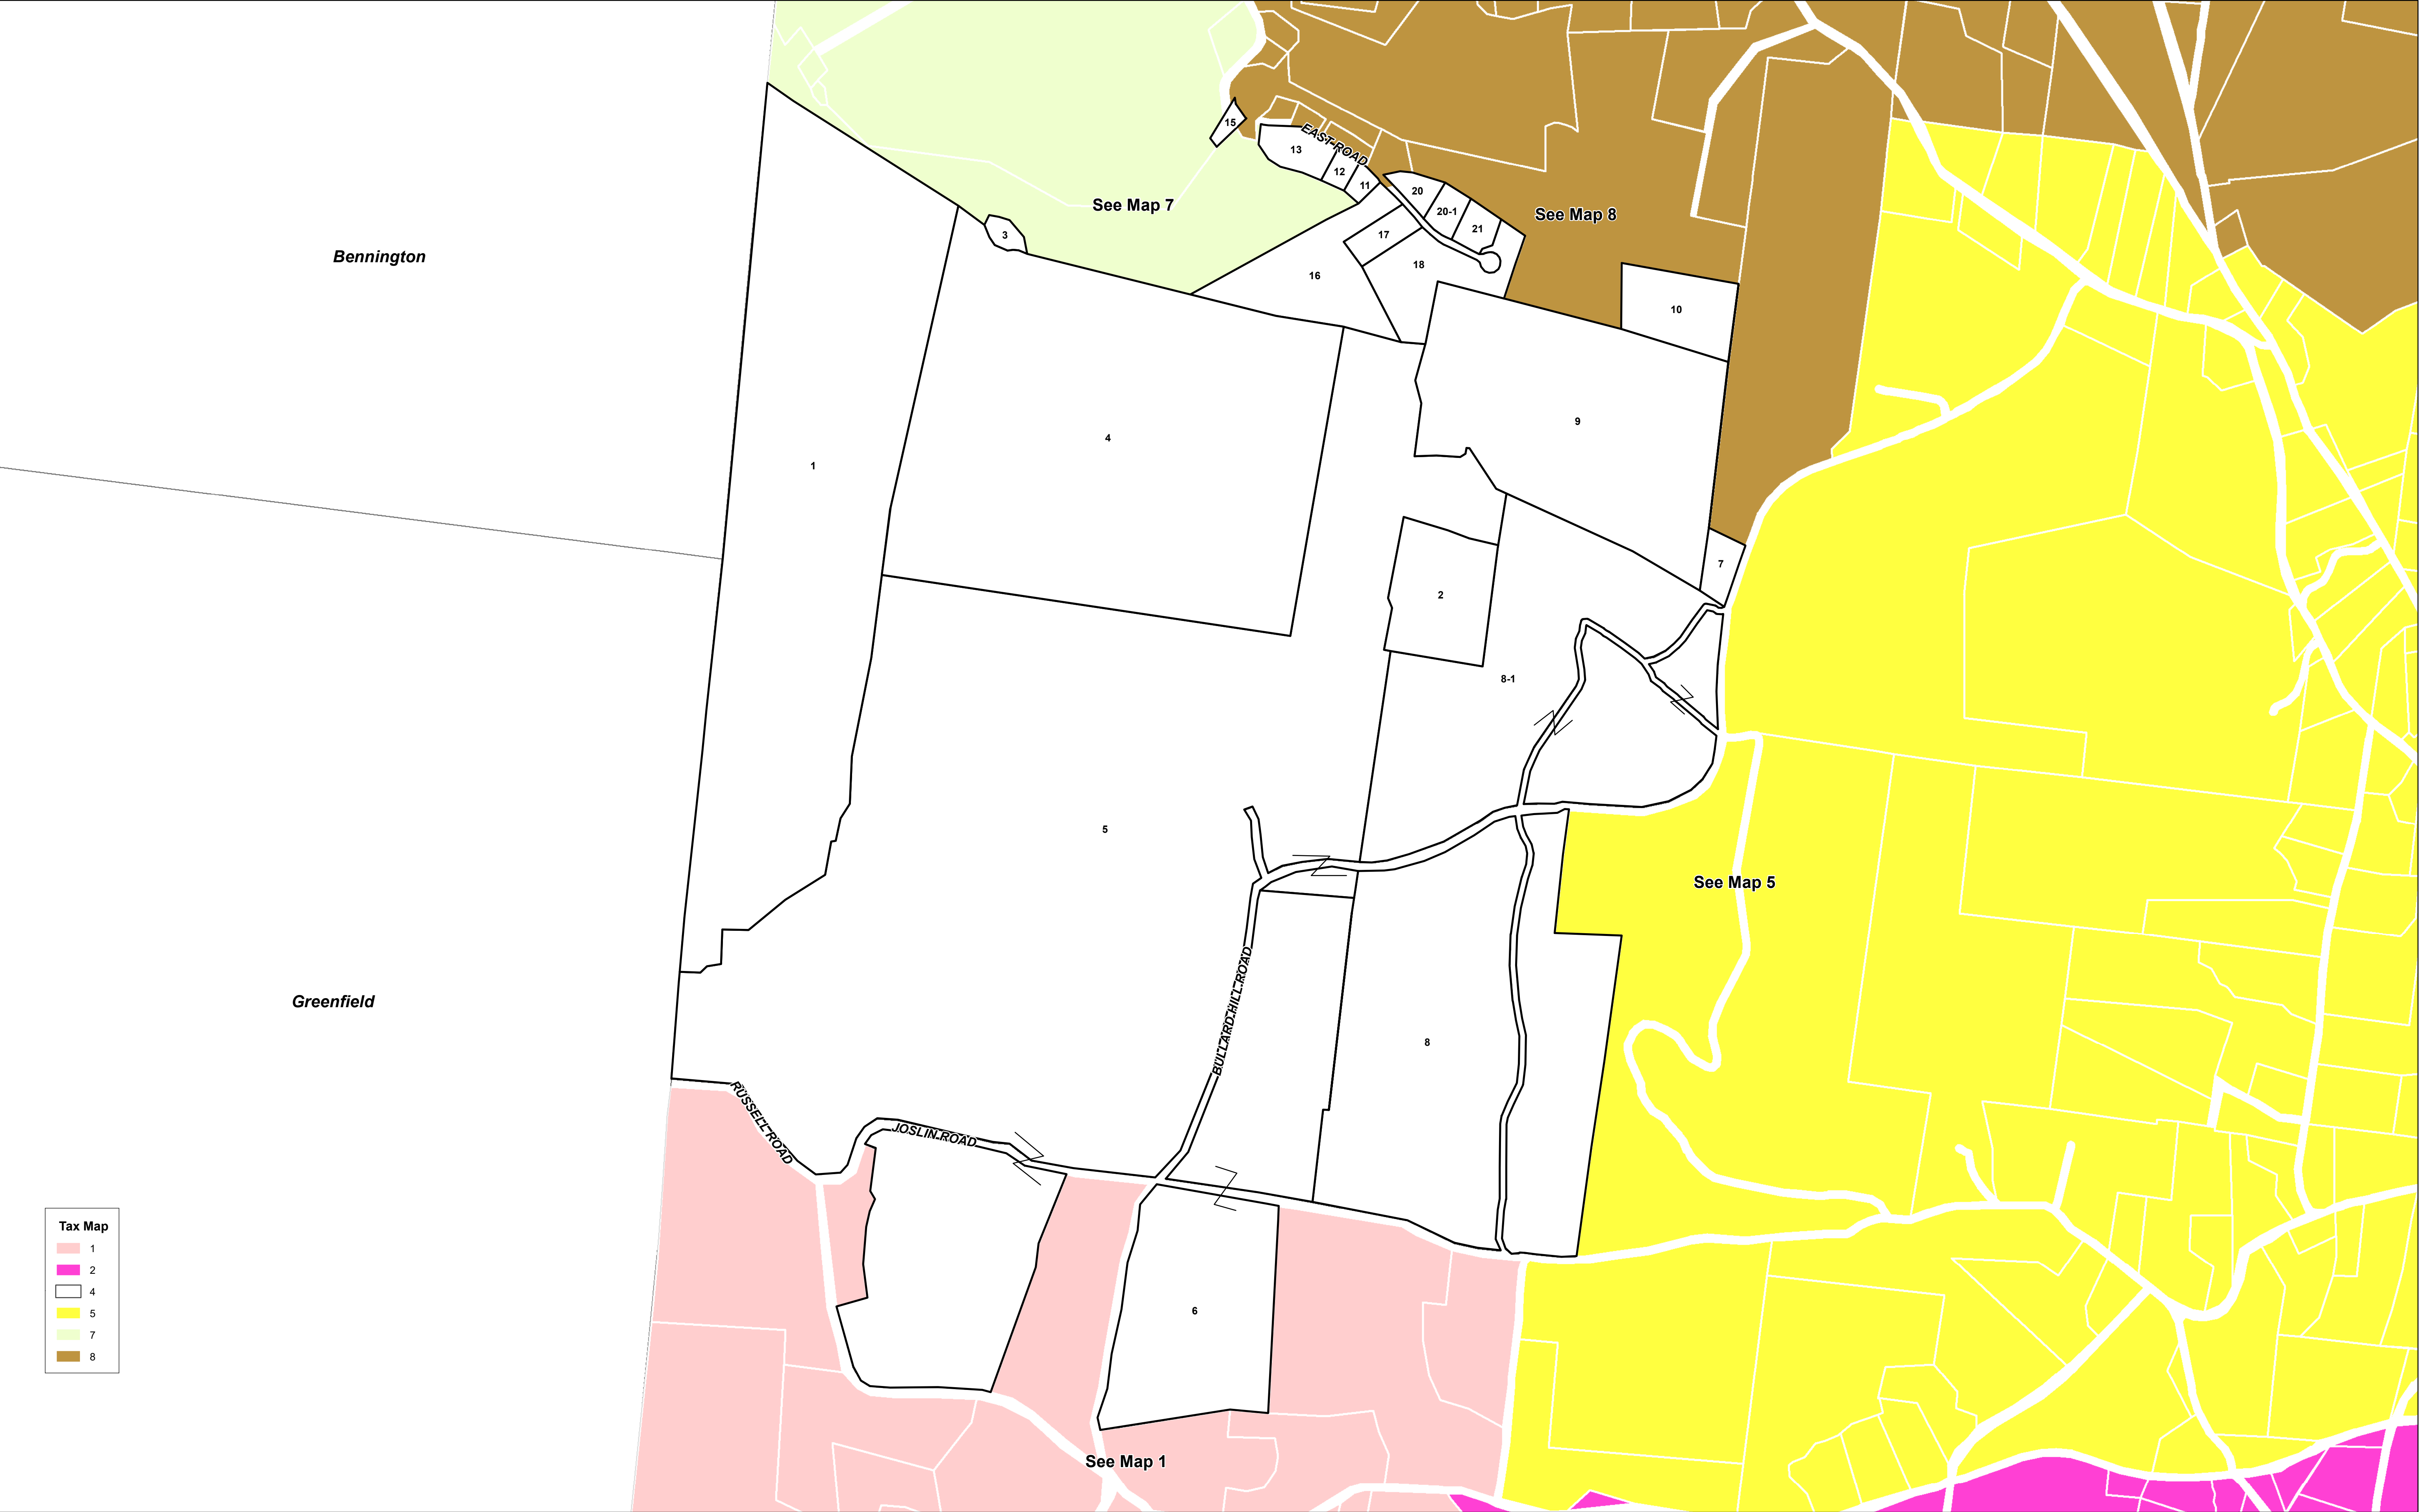 15
EAST ROAD
13
12
11
See Map 7
20
20-1
21
See Map 8
3
17
18
16
Bennington
10
9
4
1
7
2
8-1
5
See Map 5
Greenfield
BULLARD HILL ROAD
8
RUSSELL ROAD
JOSLIN ROAD
6
See Map 1
Tax Map
1
2
4
5
7
8